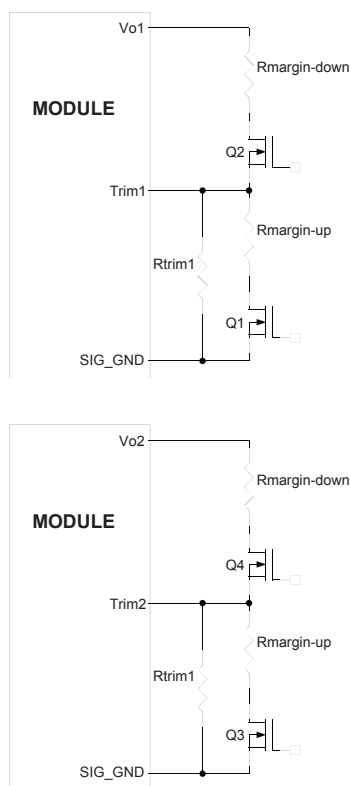 Vo1
Rmargin-down
MODULE
Q2
Trim1
Rmargin-up
Rtrim1
Q1
SIG_GND
Vo2
Rmargin-down
MODULE
Q4
Trim2
Rmargin-up
Rtrim1
Q3
SIG_GND